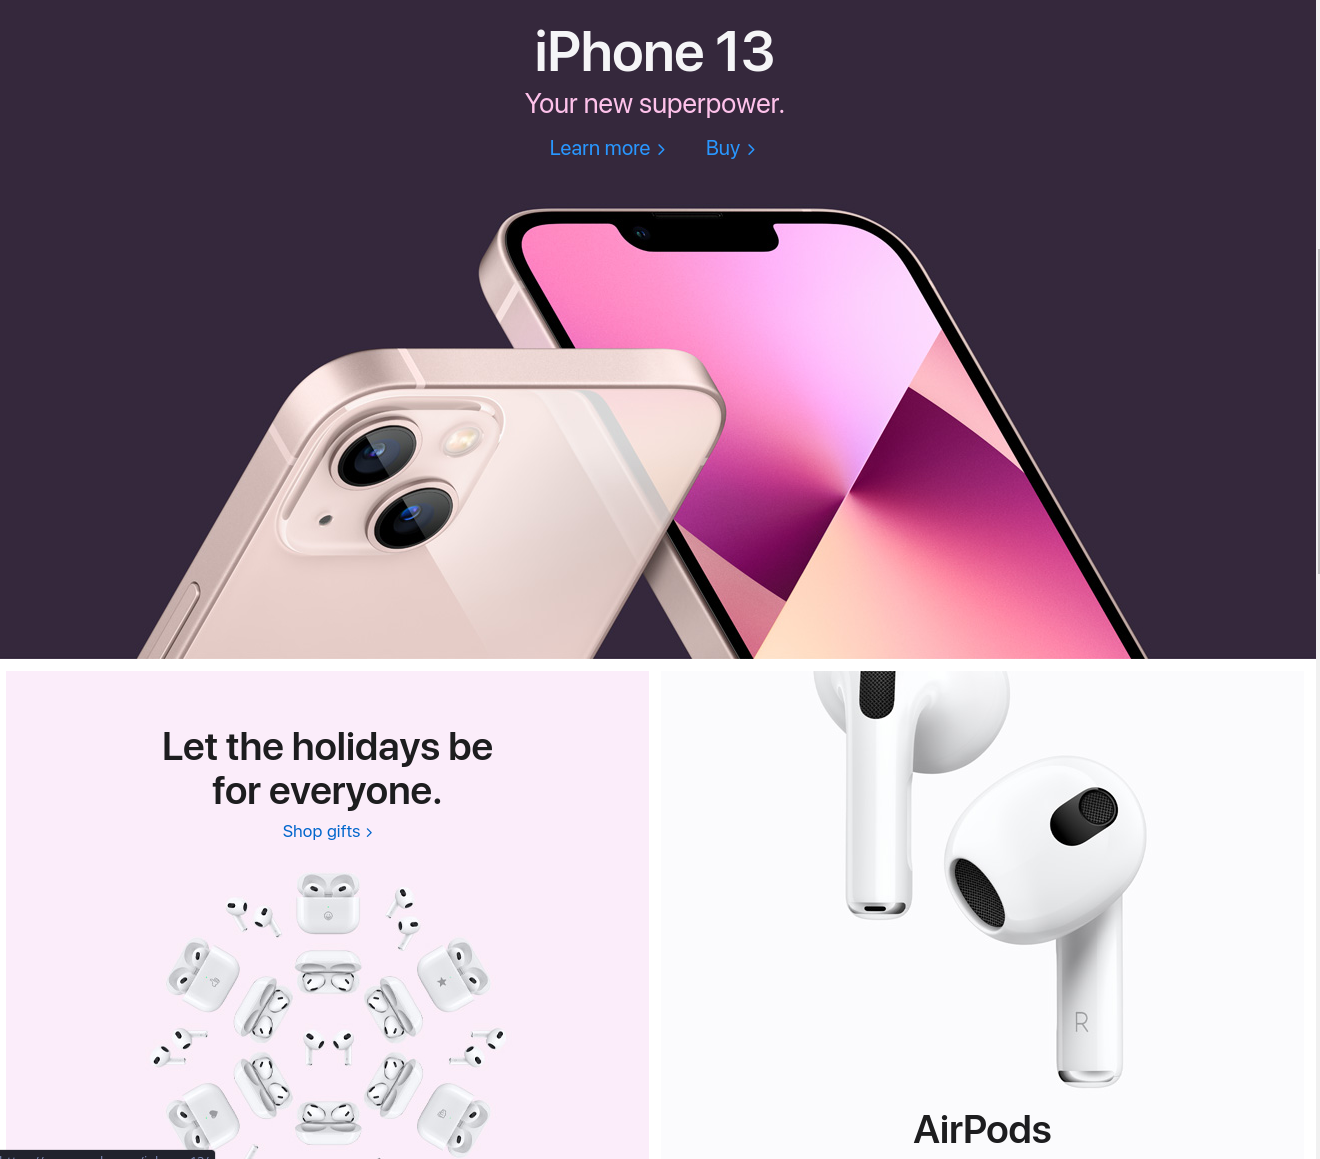 iPhone 13
Your new superpower.
Learn more >
Buy >
Let the holidays be
for everyone.
Shop gifts >
R
AirPods